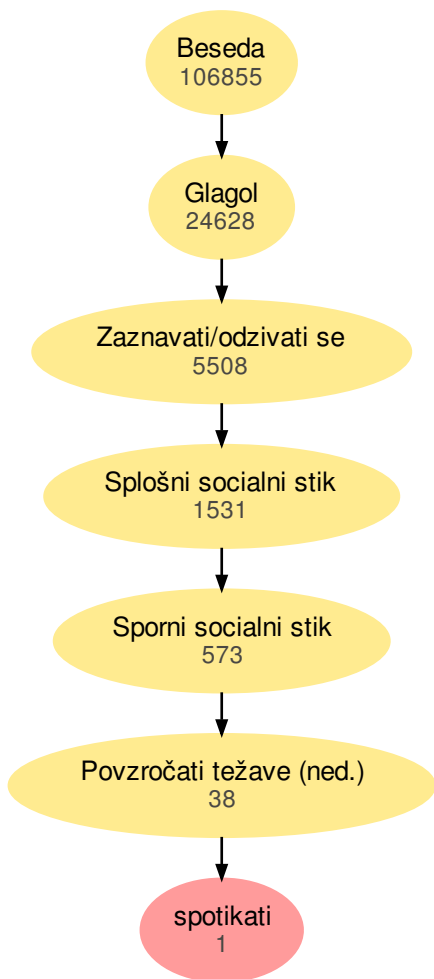 Beseda
106855
Glagol
24628
Zaznavati/odzivati se
5508
Splošni socialni stik
1531
Sporni socialni stik
573
Povzročati težave (ned.)
38
spotikati
1